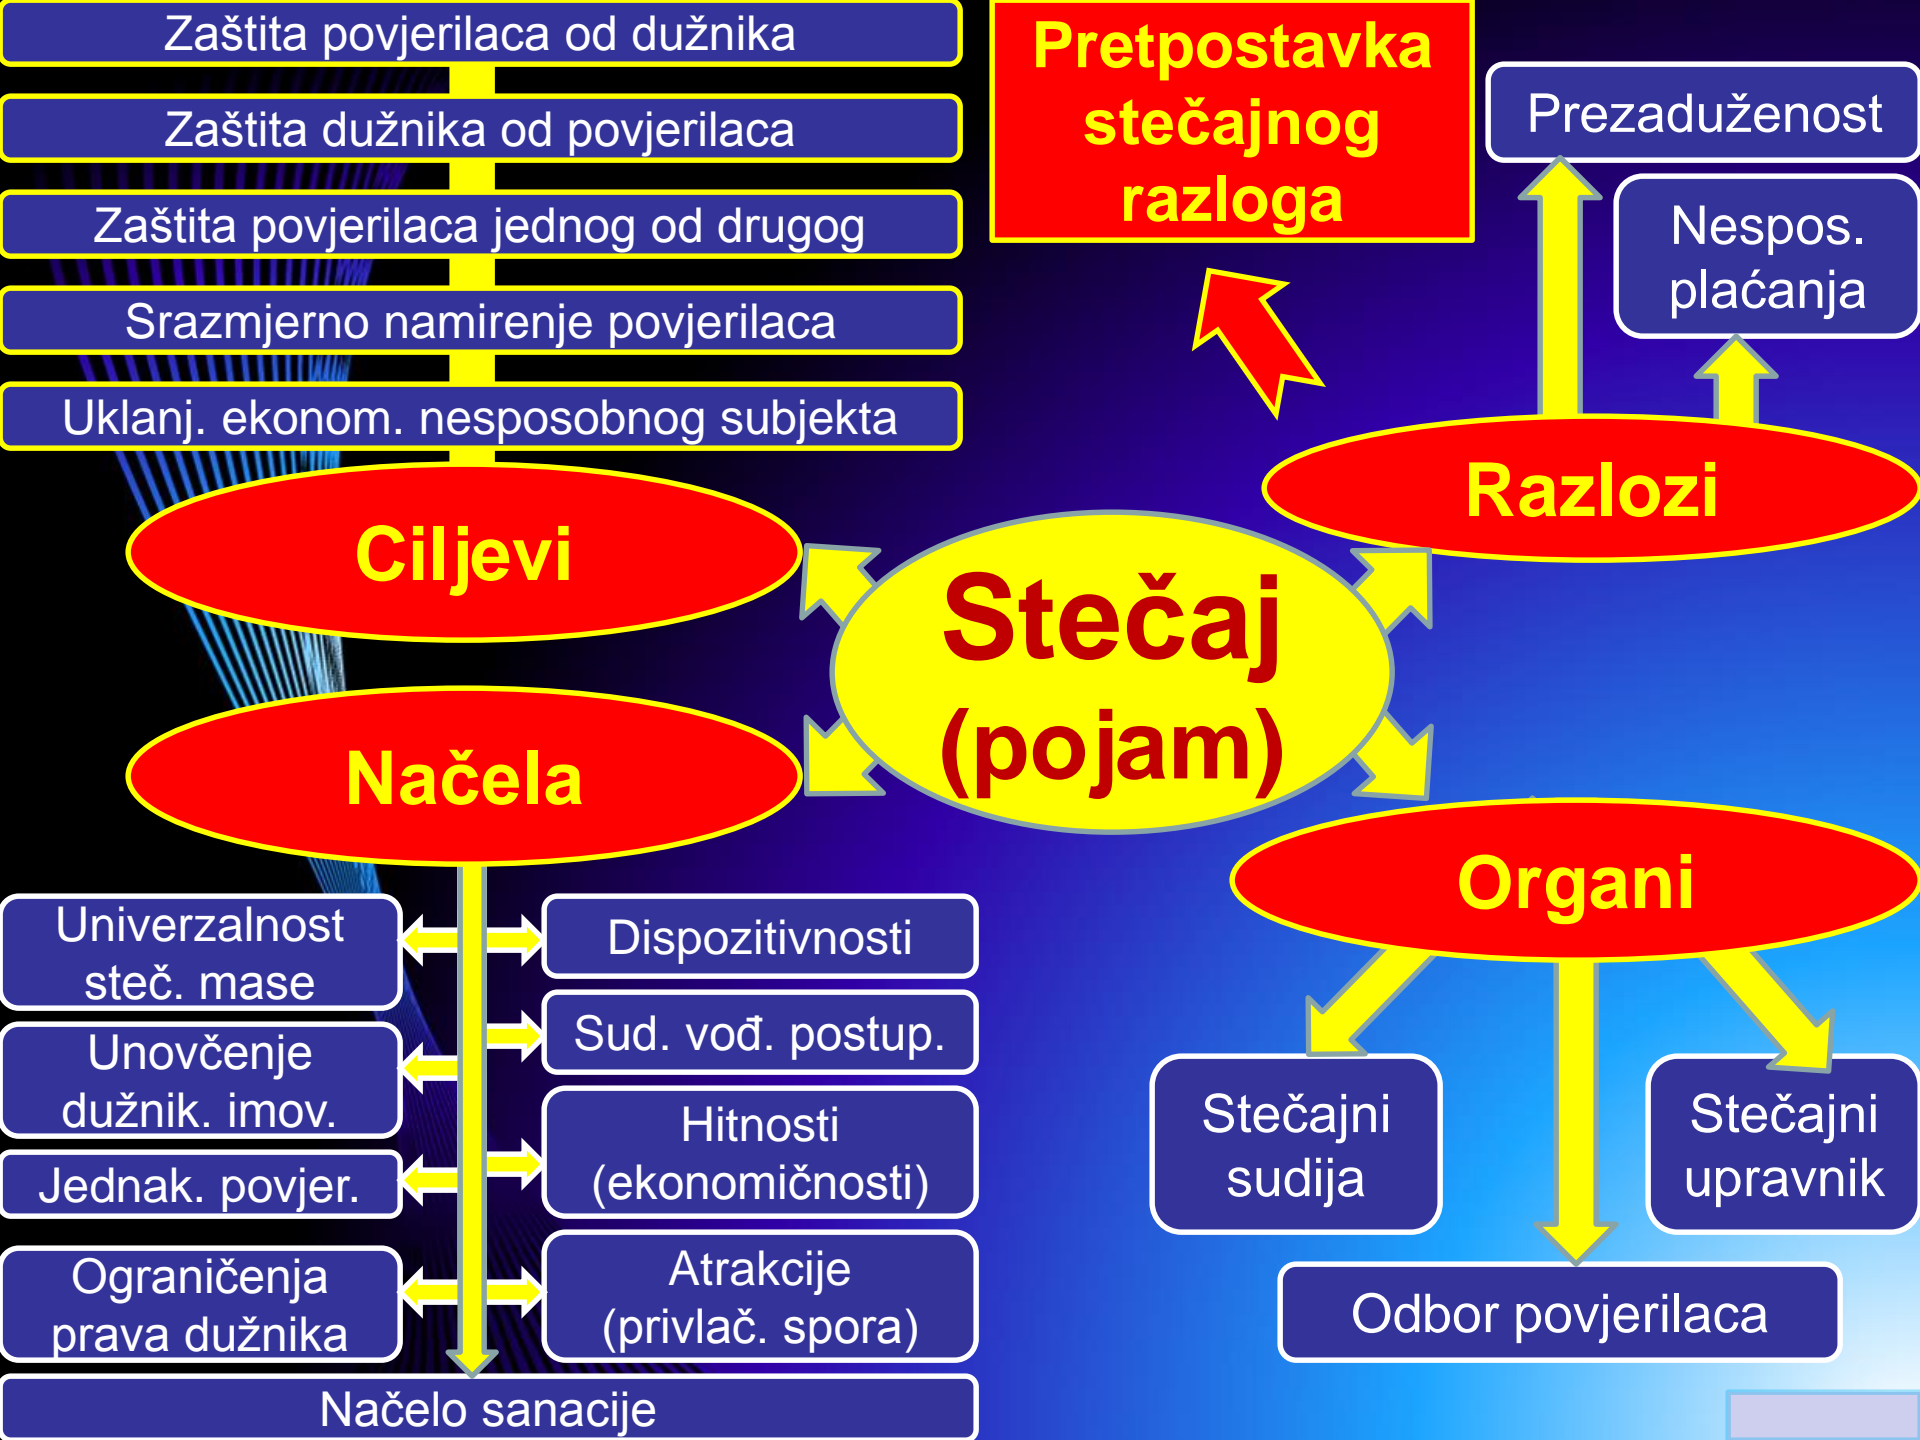 Zaštita povjerilaca od dužnika
Zaštita dužnika od povjerilaca
Zaštita povjerilaca jednog od drugog
Srazmjerno namirenje povjerilaca
Uklanj. ekonom. nesposobnog subjekta
Ciljevi
Pretpostavka
stečajnog
razloga
Prezaduženost
Nespos.
plaćanja
Razlozi
Stečaj
(pojam)
Načela
Univerzalnost
steč. mase
Unovčenje
dužnik. imov.
Jednak. povjer.
Ograničenja
prava dužnika
Dispozitivnosti
Sud. vođ. postup.
Hitnosti
(ekonomičnosti)
Atrakcije
(privlač. spora)
Načelo sanacije
Organi
Stečajni
sudija
Stečajni
upravnik
Odbor povjerilaca